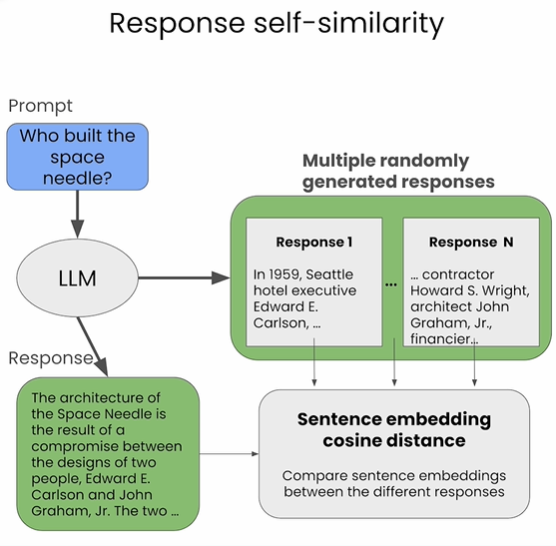 Response self-similarity
Prompt
Who built the
space
needle?
LLM
Multiple randomly
generated responses
Response 1
In 1959, Seattle
hotel executive
Edward E.
Carlson, ...
...
Response N
... contractor
Howard S. Wright,
architect John
Graham, Jr.,
financier...
Response
The architecture of
the Space Needle is
the result of a
compromise between
the designs of two
people, Edward E.
Carlson and John
Graham, Jr. The two ...
Sentence embedding
cosine distance
Compare sentence embeddings
between the different responses